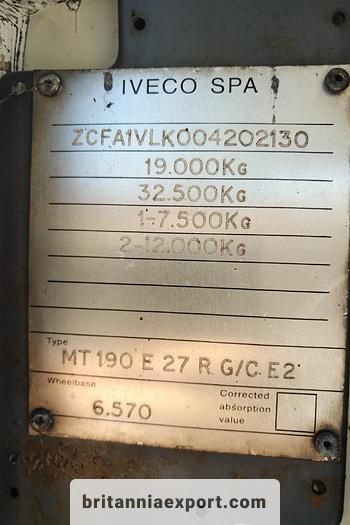 IVECO SPA
ZCFA1VLK004202130
19.000KG
32.500KG
1-7.500KG
2-12.000KG
Type
MT 190 E 27 R G/C E2
Wheelbase
6.570
Corrected
absorption
value
britanniaexport.com